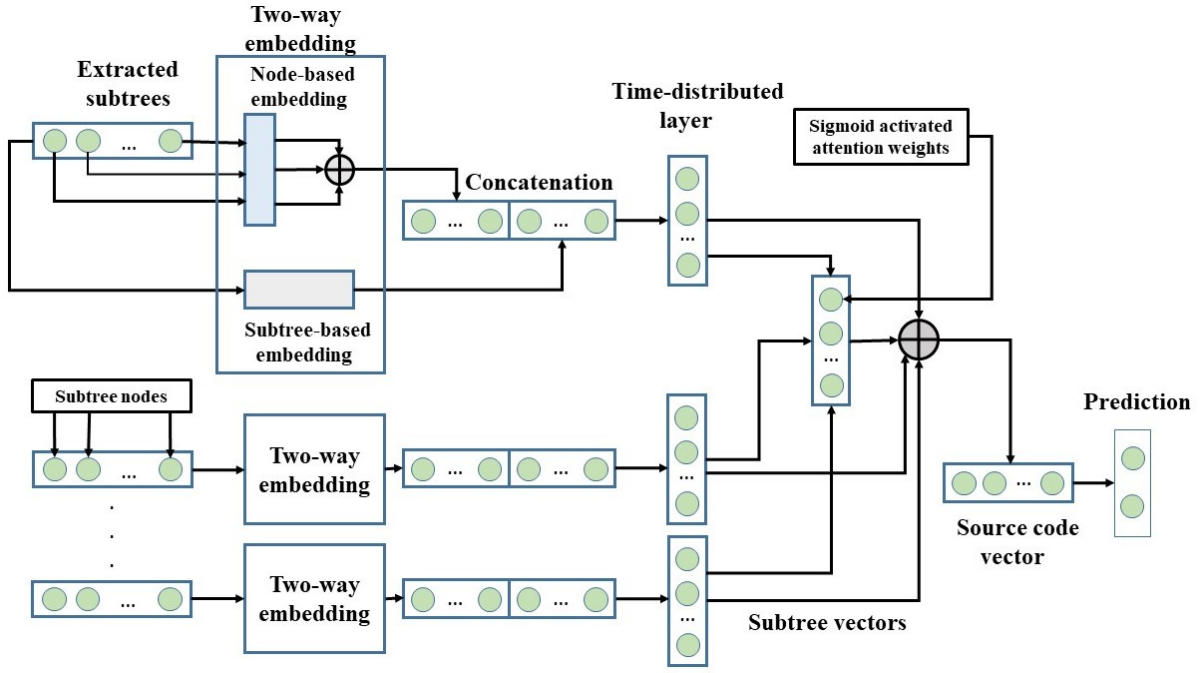 Two-way
embedding
Extracted
subtrees
Node-based
embedding
...
Time-distributed
layer
Sigmoid activated
attention weights
Concatenation
... ...
...
Subtree-based
embedding
...
Subtree nodes
...
Two-way
embedding
... ...
...
Prediction
...
Source code
vector
.
.
.
...
Two-way
embedding
... ...
...
Subtree vectors